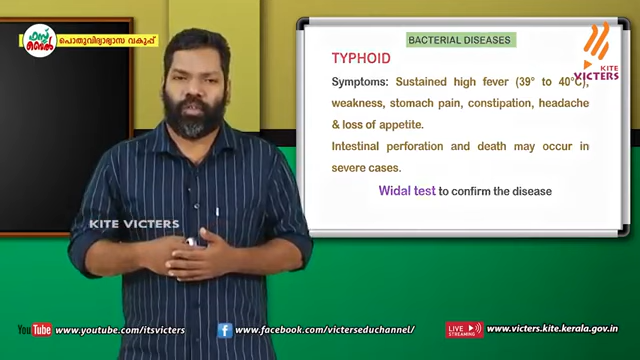 ഫസ്റ്റ് ബെൽ
പൊതുവിദ്യാഭ്യാസ വകുപ്പ്
BACTERIAL DISEASES
KITE
VICTERS
TYPHOID
Symptoms: Sustained high fever (39° to 40°C),
weakness, stomach pain, constipation, headache
& loss of appetite.
Intestinal perforation and death may occur in
severe cases.
Widal test to confirm the disease
KITE VICTERS
YouTube www.youtube.com/itsvicters
f www.facebook.com/victerseduchannel/
LIVE STREAMING www.victers.kite.kerala.gov.in